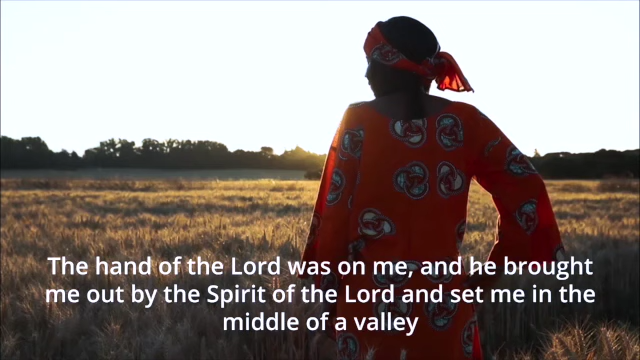 The hand of the Lord was on me, and he brought
me out by the Spirit of the Lord and set me in the
middle of a valley